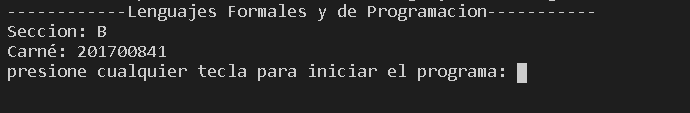 ------------Lenguajes Formales y de Programacion-----------
Seccion: B
Carné: 201700841
presione cualquier tecla para iniciar el programa: